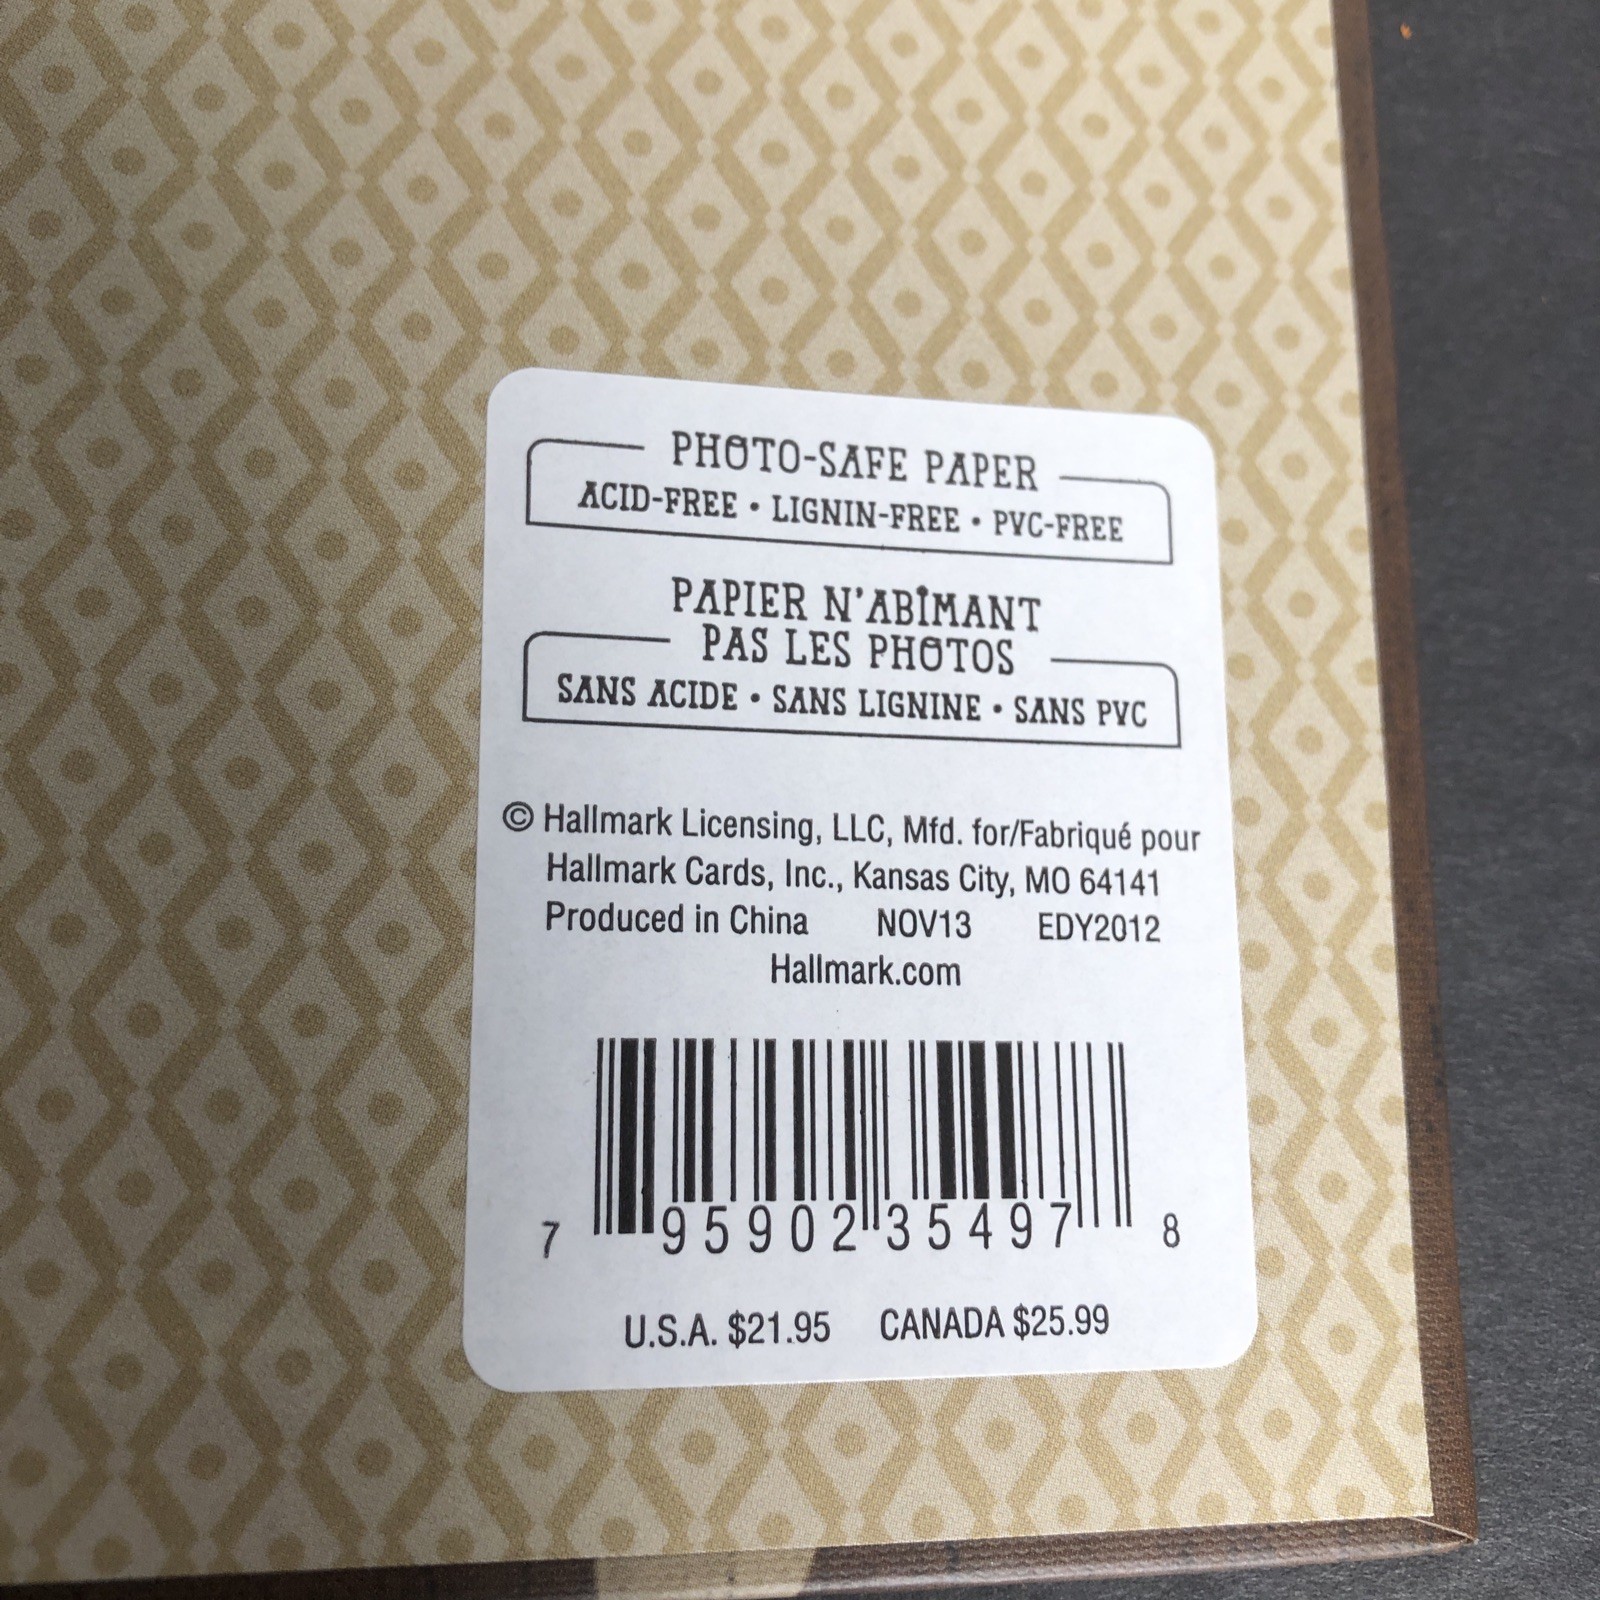 PHOTO-SAFE PAPER
ACID-FREE • LIGNIN-FREE • PVC-FREE
PAPIER N'ABÎMANT
PAS LES PHOTOS
SANS ACIDE • SANS LIGNINE • SANS PVC
© Hallmark Licensing, LLC, Mfd. for/Fabriqué pour
Hallmark Cards, Inc., Kansas City, MO 64141
Produced in China NOV13 EDY2012
Hallmark.com
7 95902 35497 8
U.S.A. $21.95 CANADA $25.99